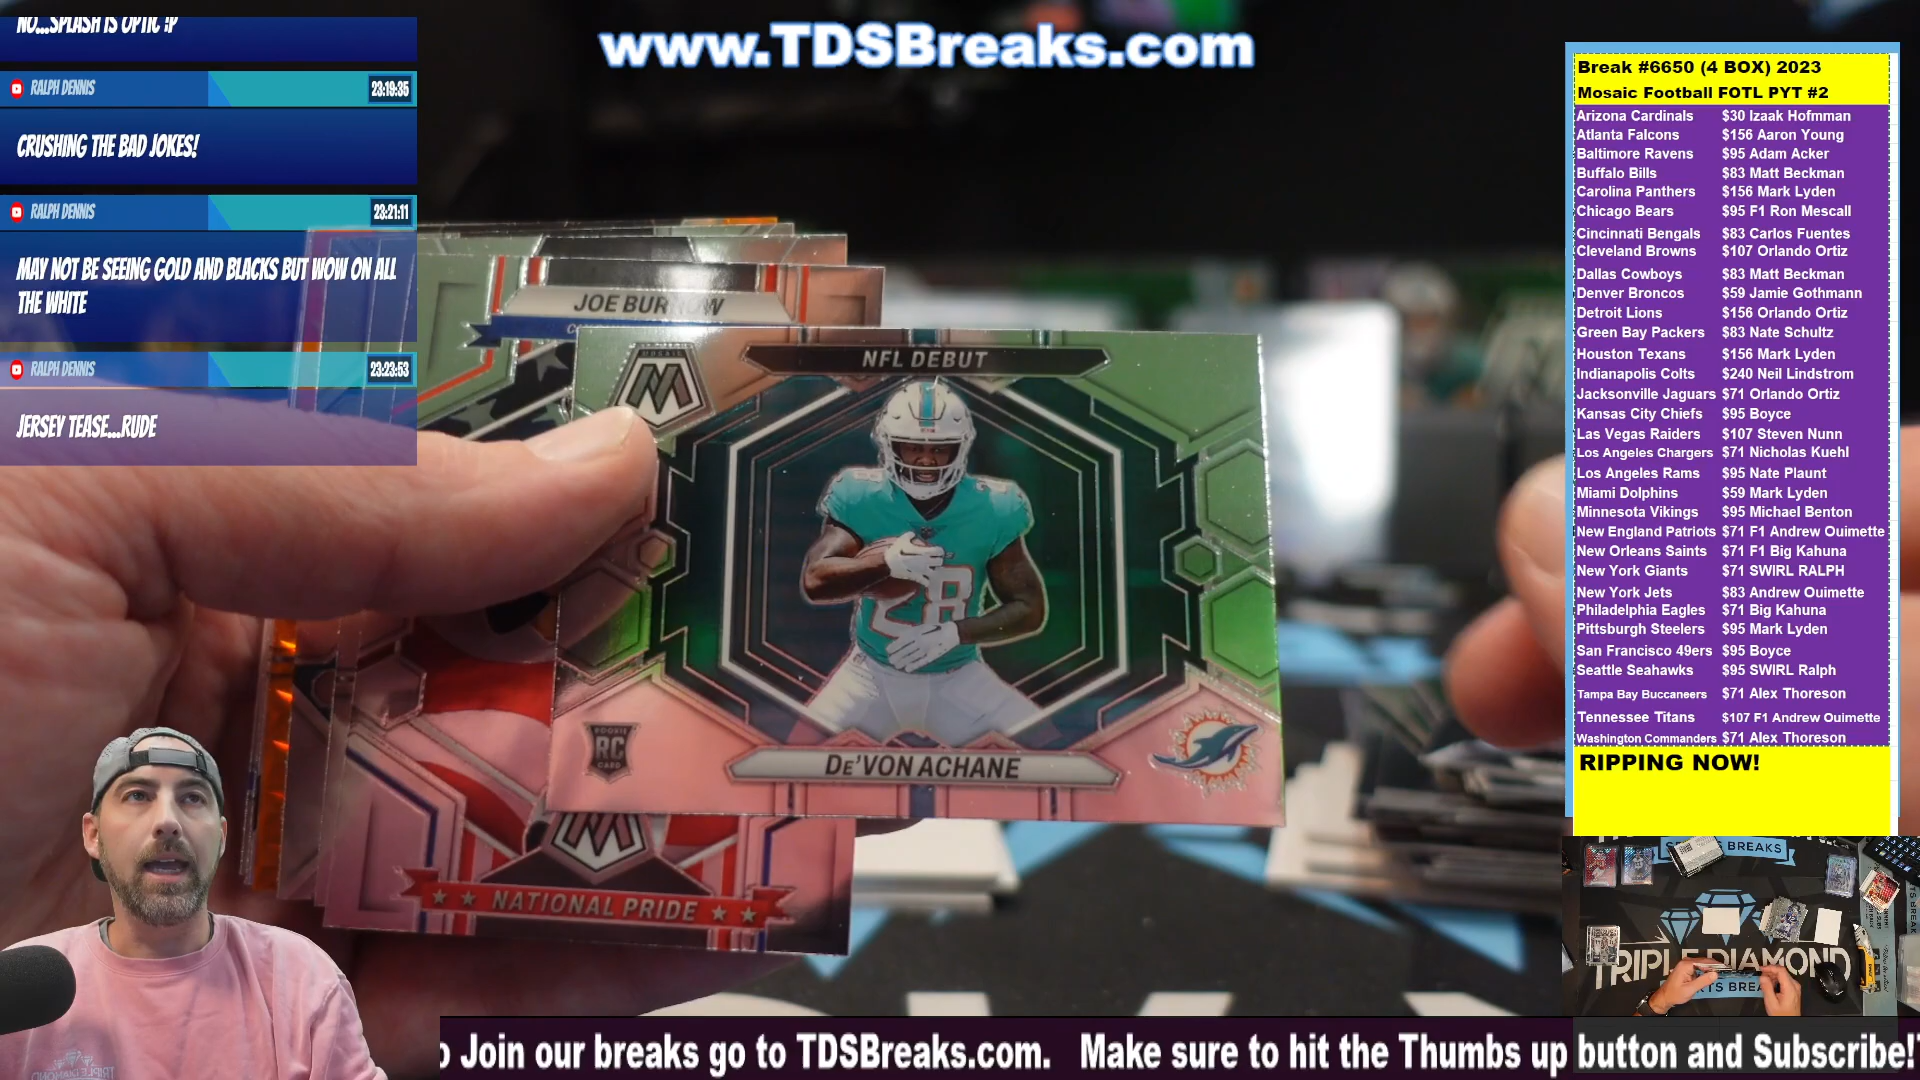 NO...SPLASH IS OPTIC :P
RALPH DENNIS
23:19:35
CRUSHING THE BAD JOKES!
RALPH DENNIS
23:21:11
MAY NOT BE SEEING GOLD AND BLACKS BUT WOW ON ALL
THE WHITE
RALPH DENNIS
23:23:53
JERSEY TEASE...RUDE
www.TDSBreaks.com
JOE BURROW
MOSAIC
NFL DEBUT
28
ROOKIE
RC
CARD
DE'VON ACHANE
NATIONAL PRIDE
Break #6650 (4 BOX) 2023
Mosaic Football FOTL PYT #2
Arizona Cardinals $30 Izaak Hofmman
Atlanta Falcons $156 Aaron Young
Baltimore Ravens $95 Adam Acker
Buffalo Bills $83 Matt Beckman
Carolina Panthers $156 Mark Lyden
Chicago Bears $95 F1 Ron Mescall
Cincinnati Bengals $83 Carlos Fuentes
Cleveland Browns $107 Orlando Ortiz
Dallas Cowboys $83 Matt Beckman
Denver Broncos $59 Jamie Gothmann
Detroit Lions $156 Orlando Ortiz
Green Bay Packers $83 Nate Schultz
Houston Texans $156 Mark Lyden
Indianapolis Colts $240 Neil Lindstrom
Jacksonville Jaguars $71 Orlando Ortiz
Kansas City Chiefs $95 Boyce
Las Vegas Raiders $107 Steven Nunn
Los Angeles Chargers $71 Nicholas Kuehl
Los Angeles Rams $95 Nate Plaunt
Miami Dolphins $59 Mark Lyden
Minnesota Vikings $95 Michael Benton
New England Patriots $71 F1 Andrew Ouimette
New Orleans Saints $71 F1 Big Kahuna
New York Giants $71 SWIRL RALPH
New York Jets $83 Andrew Ouimette
Philadelphia Eagles $71 Big Kahuna
Pittsburgh Steelers $95 Mark Lyden
San Francisco 49ers $95 Boyce
Seattle Seahawks $95 SWIRL Ralph
Tampa Bay Buccaneers $71 Alex Thoreson
Tennessee Titans $107 F1 Andrew Ouimette
Washington Commanders $71 Alex Thoreson
RIPPING NOW!
S BREAKS
TRIPLE DIAMOND
RTS BREA
Join our breaks go to TDSBreaks.com. Make sure to hit the Thumbs up button and Subscribe!